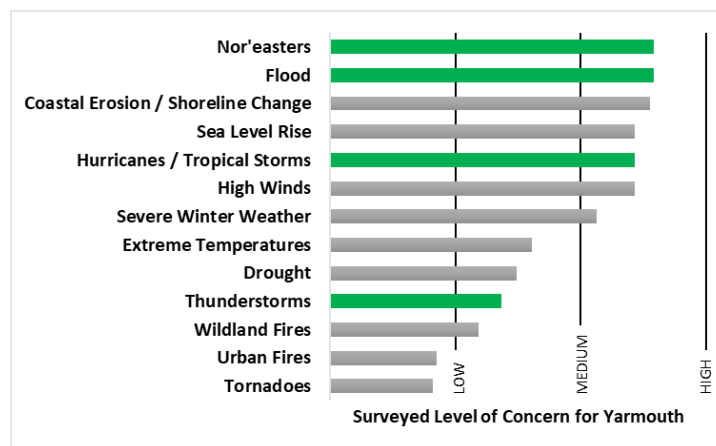 Nor'easters
Flood
Coastal Erosion / Shoreline Change
Sea Level Rise
Hurricanes / Tropical Storms
High Winds
Severe Winter Weather
Extreme Temperatures
Drought
Thunderstorms
Wildland Fires
Urban Fires
Tornadoes
LOW
MEDIUM
HIGH
Surveyed Level of Concern for Yarmouth